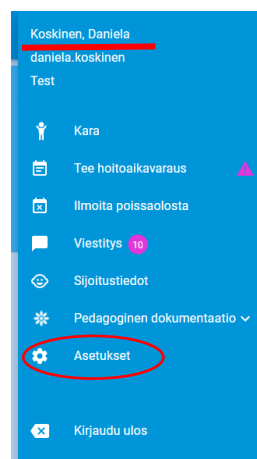 Koskinen, Daniela
daniela.koskinen
Test
Kara
Tee hoitoaikavaraus
Ilmoita poissaolosta
Viestitys 10
Sijoitustiedot
Pedagoginen dokumentaatio
Asetukset
Kirjaudu ulos